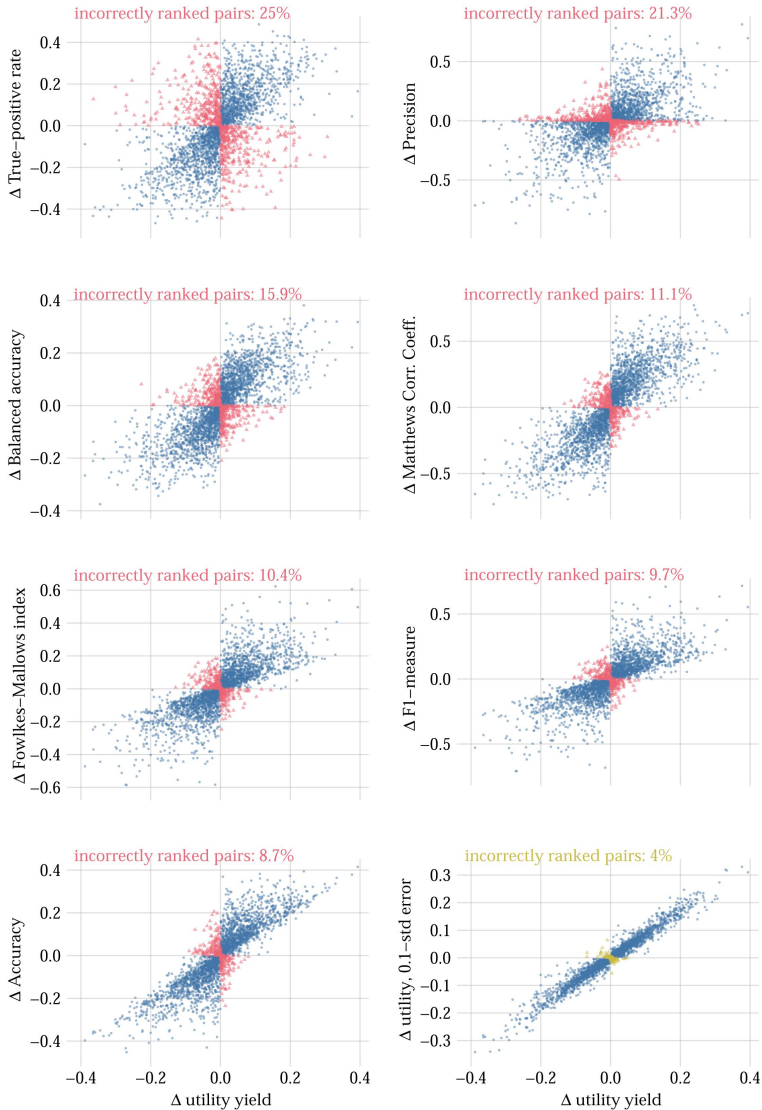 incorrectly ranked pairs: 25%
0.4
0.2
0.0
−0.2
−0.4
Δ True−positive rate
incorrectly ranked pairs: 21.3%
0.5
0.0
−0.5
Δ Precision
incorrectly ranked pairs: 15.9%
0.4
0.2
0.0
−0.2
−0.4
Δ Balanced accuracy
incorrectly ranked pairs: 11.1%
0.5
0.0
−0.5
Δ Matthews Corr. Coeff.
incorrectly ranked pairs: 10.4%
0.6
0.4
0.2
0.0
−0.2
−0.4
−0.6
Δ Fowlkes−Mallows index
incorrectly ranked pairs: 9.7%
0.5
0.0
−0.5
Δ F1−measure
incorrectly ranked pairs: 8.7%
0.4
0.2
0.0
−0.2
−0.4
Δ Accuracy
−0.4 −0.2 0.0 0.2 0.4
Δ utility yield
incorrectly ranked pairs: 4%
0.3
0.2
0.1
0.0
−0.1
−0.2
−0.3
Δ utility, 0.1−std error
−0.4 −0.2 0.0 0.2 0.4
Δ utility yield